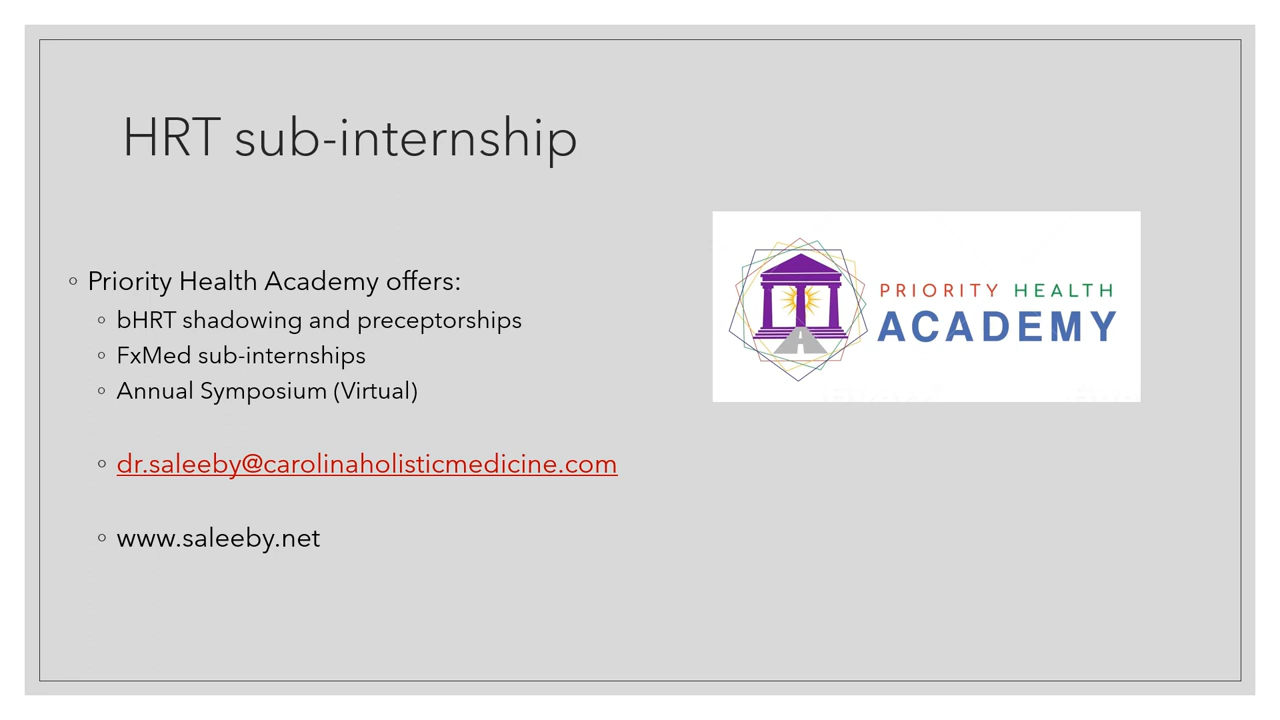 HRT sub-internship
◦ Priority Health Academy offers:
◦ bHRT shadowing and preceptorships
◦ FxMed sub-internships
◦ Annual Symposium (Virtual)
◦ dr.saleeby@carolinaholisticmedicine.com
◦ www.saleeby.net
PRIORITY HEALTH
ACADEMY